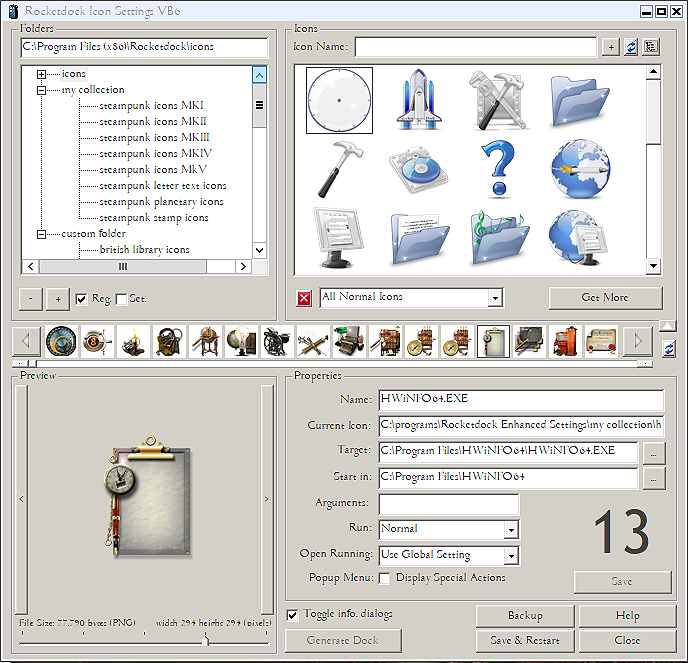 Rocketdock Icon Settings VB6
Folders
C:\Program Files (x86)\Rocketdock\icons
icons
my collection
steampunk icons MKI
steampunk icons MKII
steampunk icons MKIII
steampunk icons MKIV
steampunk icons MkV
steampunk letter text icons
steampunk planetary icons
steampunk stamp icons
custom folder
british library icons
-
+
Reg.
Set.
Icons
Icon Name:
+
All Normal Icons
Get More
Preview
File Size: 77,790 bytes (PNG)
width 294 height 294 (pixels)
Properties
Name:
HWiNFO64.EXE
Current Icon:
C:\programs\Rocketdock Enhanced Settings\my collection\h
Target:
C:\Program Files\HWiNFO64\HWiNFO64.EXE
...
Start in:
C:\Program Files\HWiNFO64
...
Arguments:
Run:
Normal
Open Running:
Use Global Setting
Popup Menu:
Display Special Actions
13
Save
Toggle info. dialogs
Backup
Help
Generate Dock
Save & Restart
Close